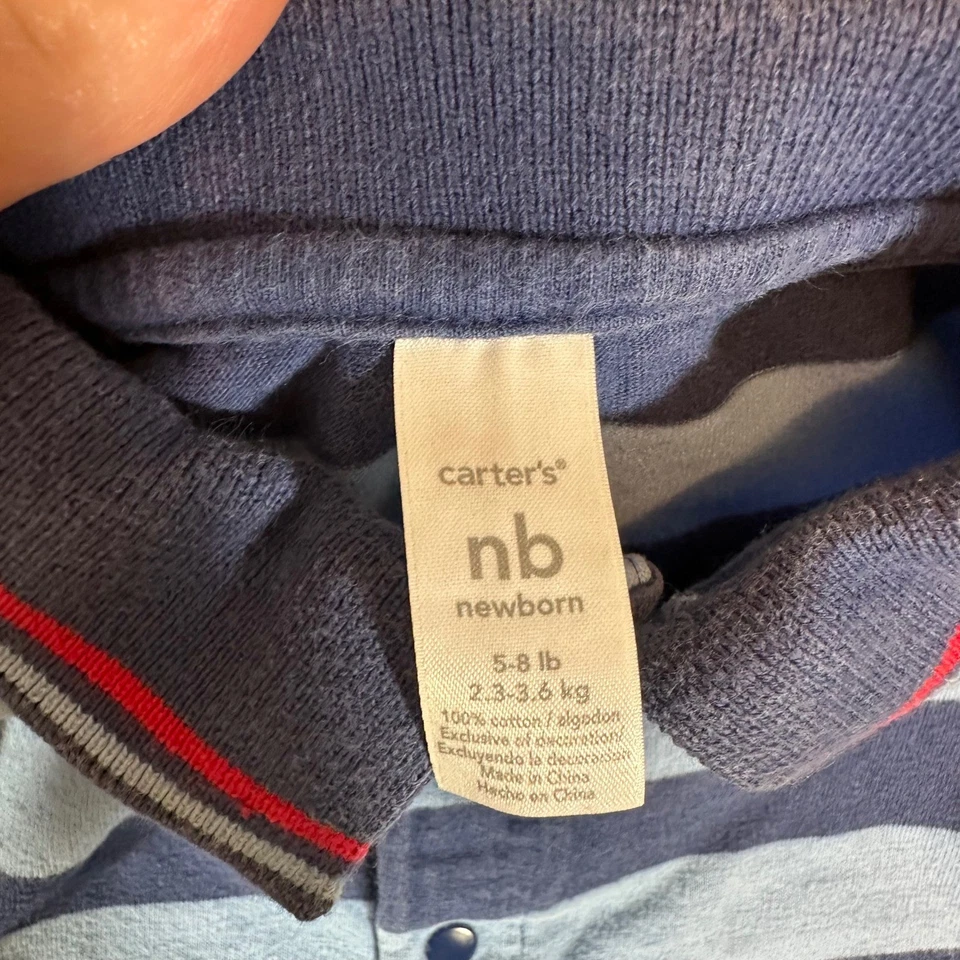 carter's®
nb
newborn
5-8 lb
2.3-3.6 kg
100% cotton / algodon
Exclusive of decoration/
Excluyendo la decoracion
Made in China
Hecho en China